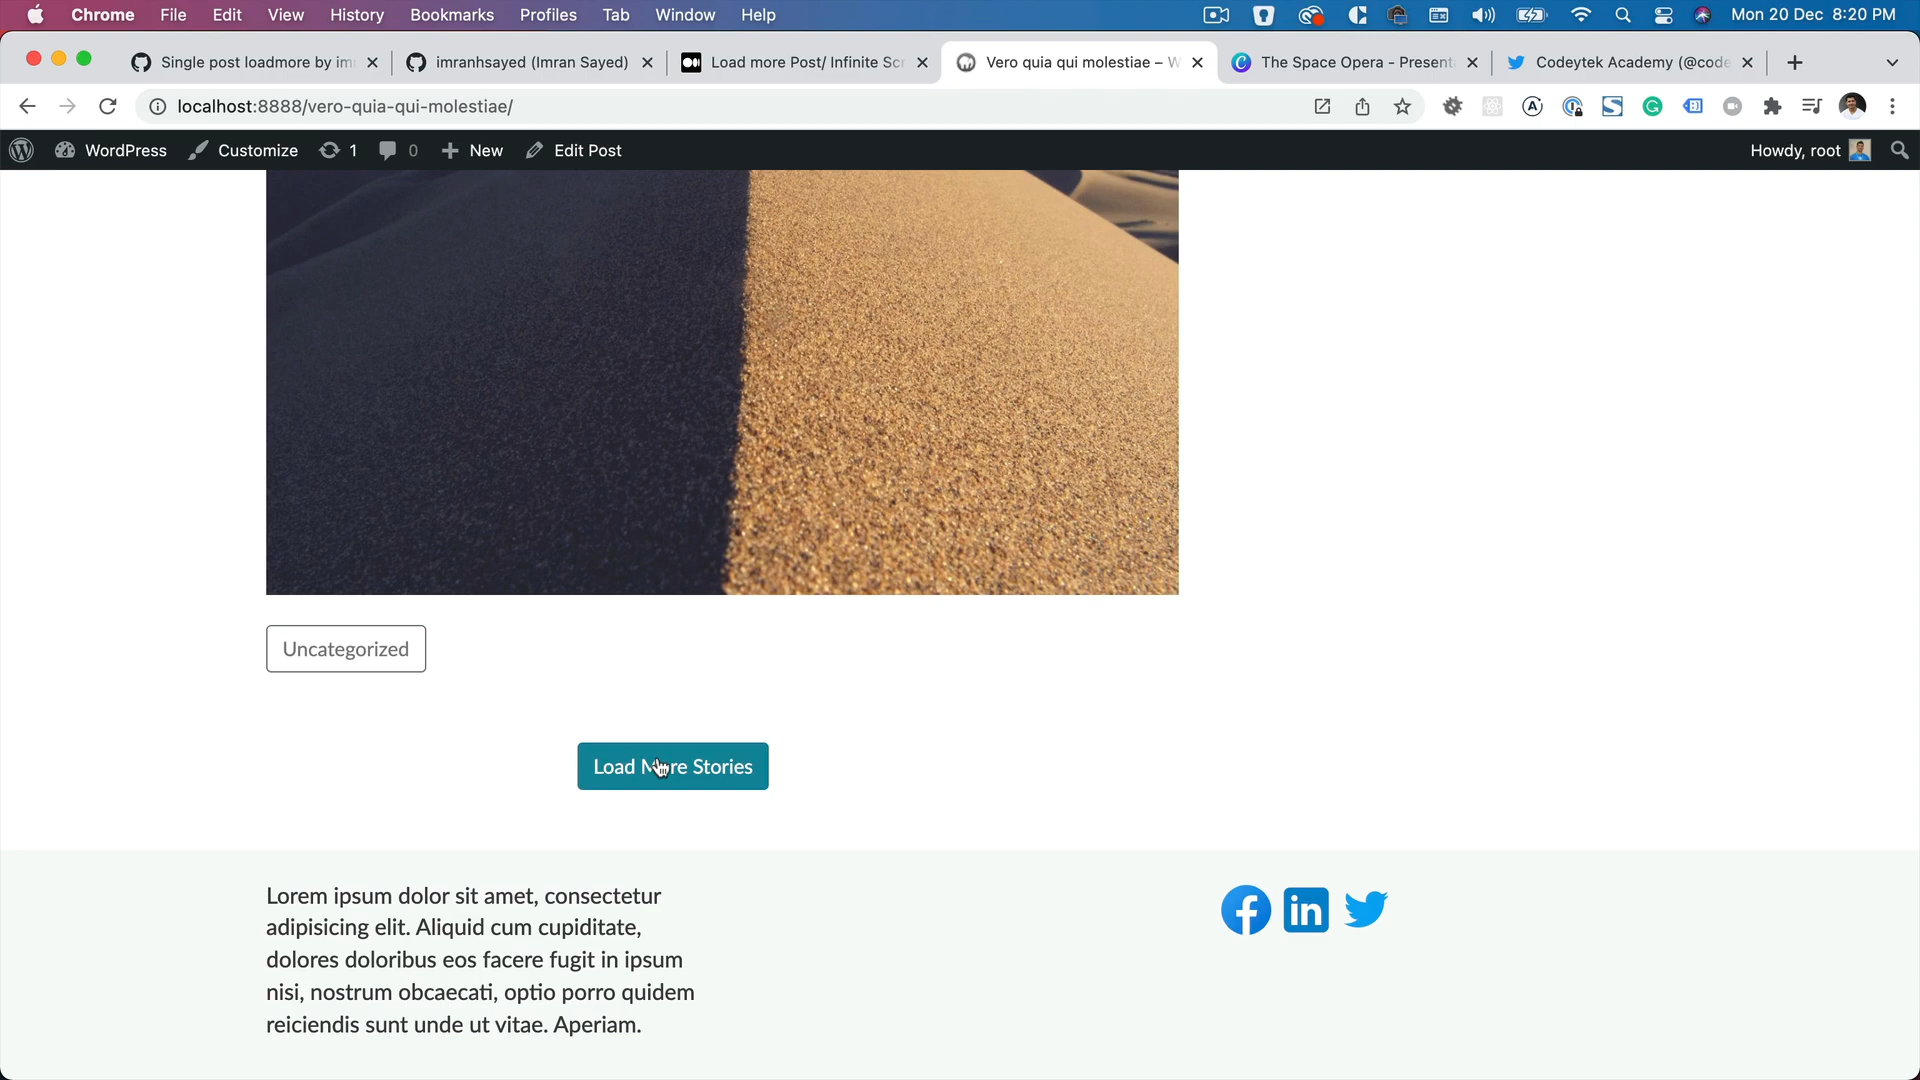 Chrome File Edit View History Bookmarks Profiles Tab Window Help Mon 20 Dec 8:20 PM
Single post loadmore by im imranhsayed (Imran Sayed) Load more Post/ Infinite Scr Vero quia qui molestiae – W The Space Opera - Present Codeytek Academy (@code
localhost:8888/vero-quia-qui-molestiae/
WordPress Customize 1 0 New Edit Post Howdy, root
Uncategorized
Load More Stories
Lorem ipsum dolor sit amet, consectetur
adipisicing elit. Aliquid cum cupiditate,
dolores doloribus eos facere fugit in ipsum
nisi, nostrum obcaecati, optio porro quidem
reiciendis sunt unde ut vitae. Aperiam.